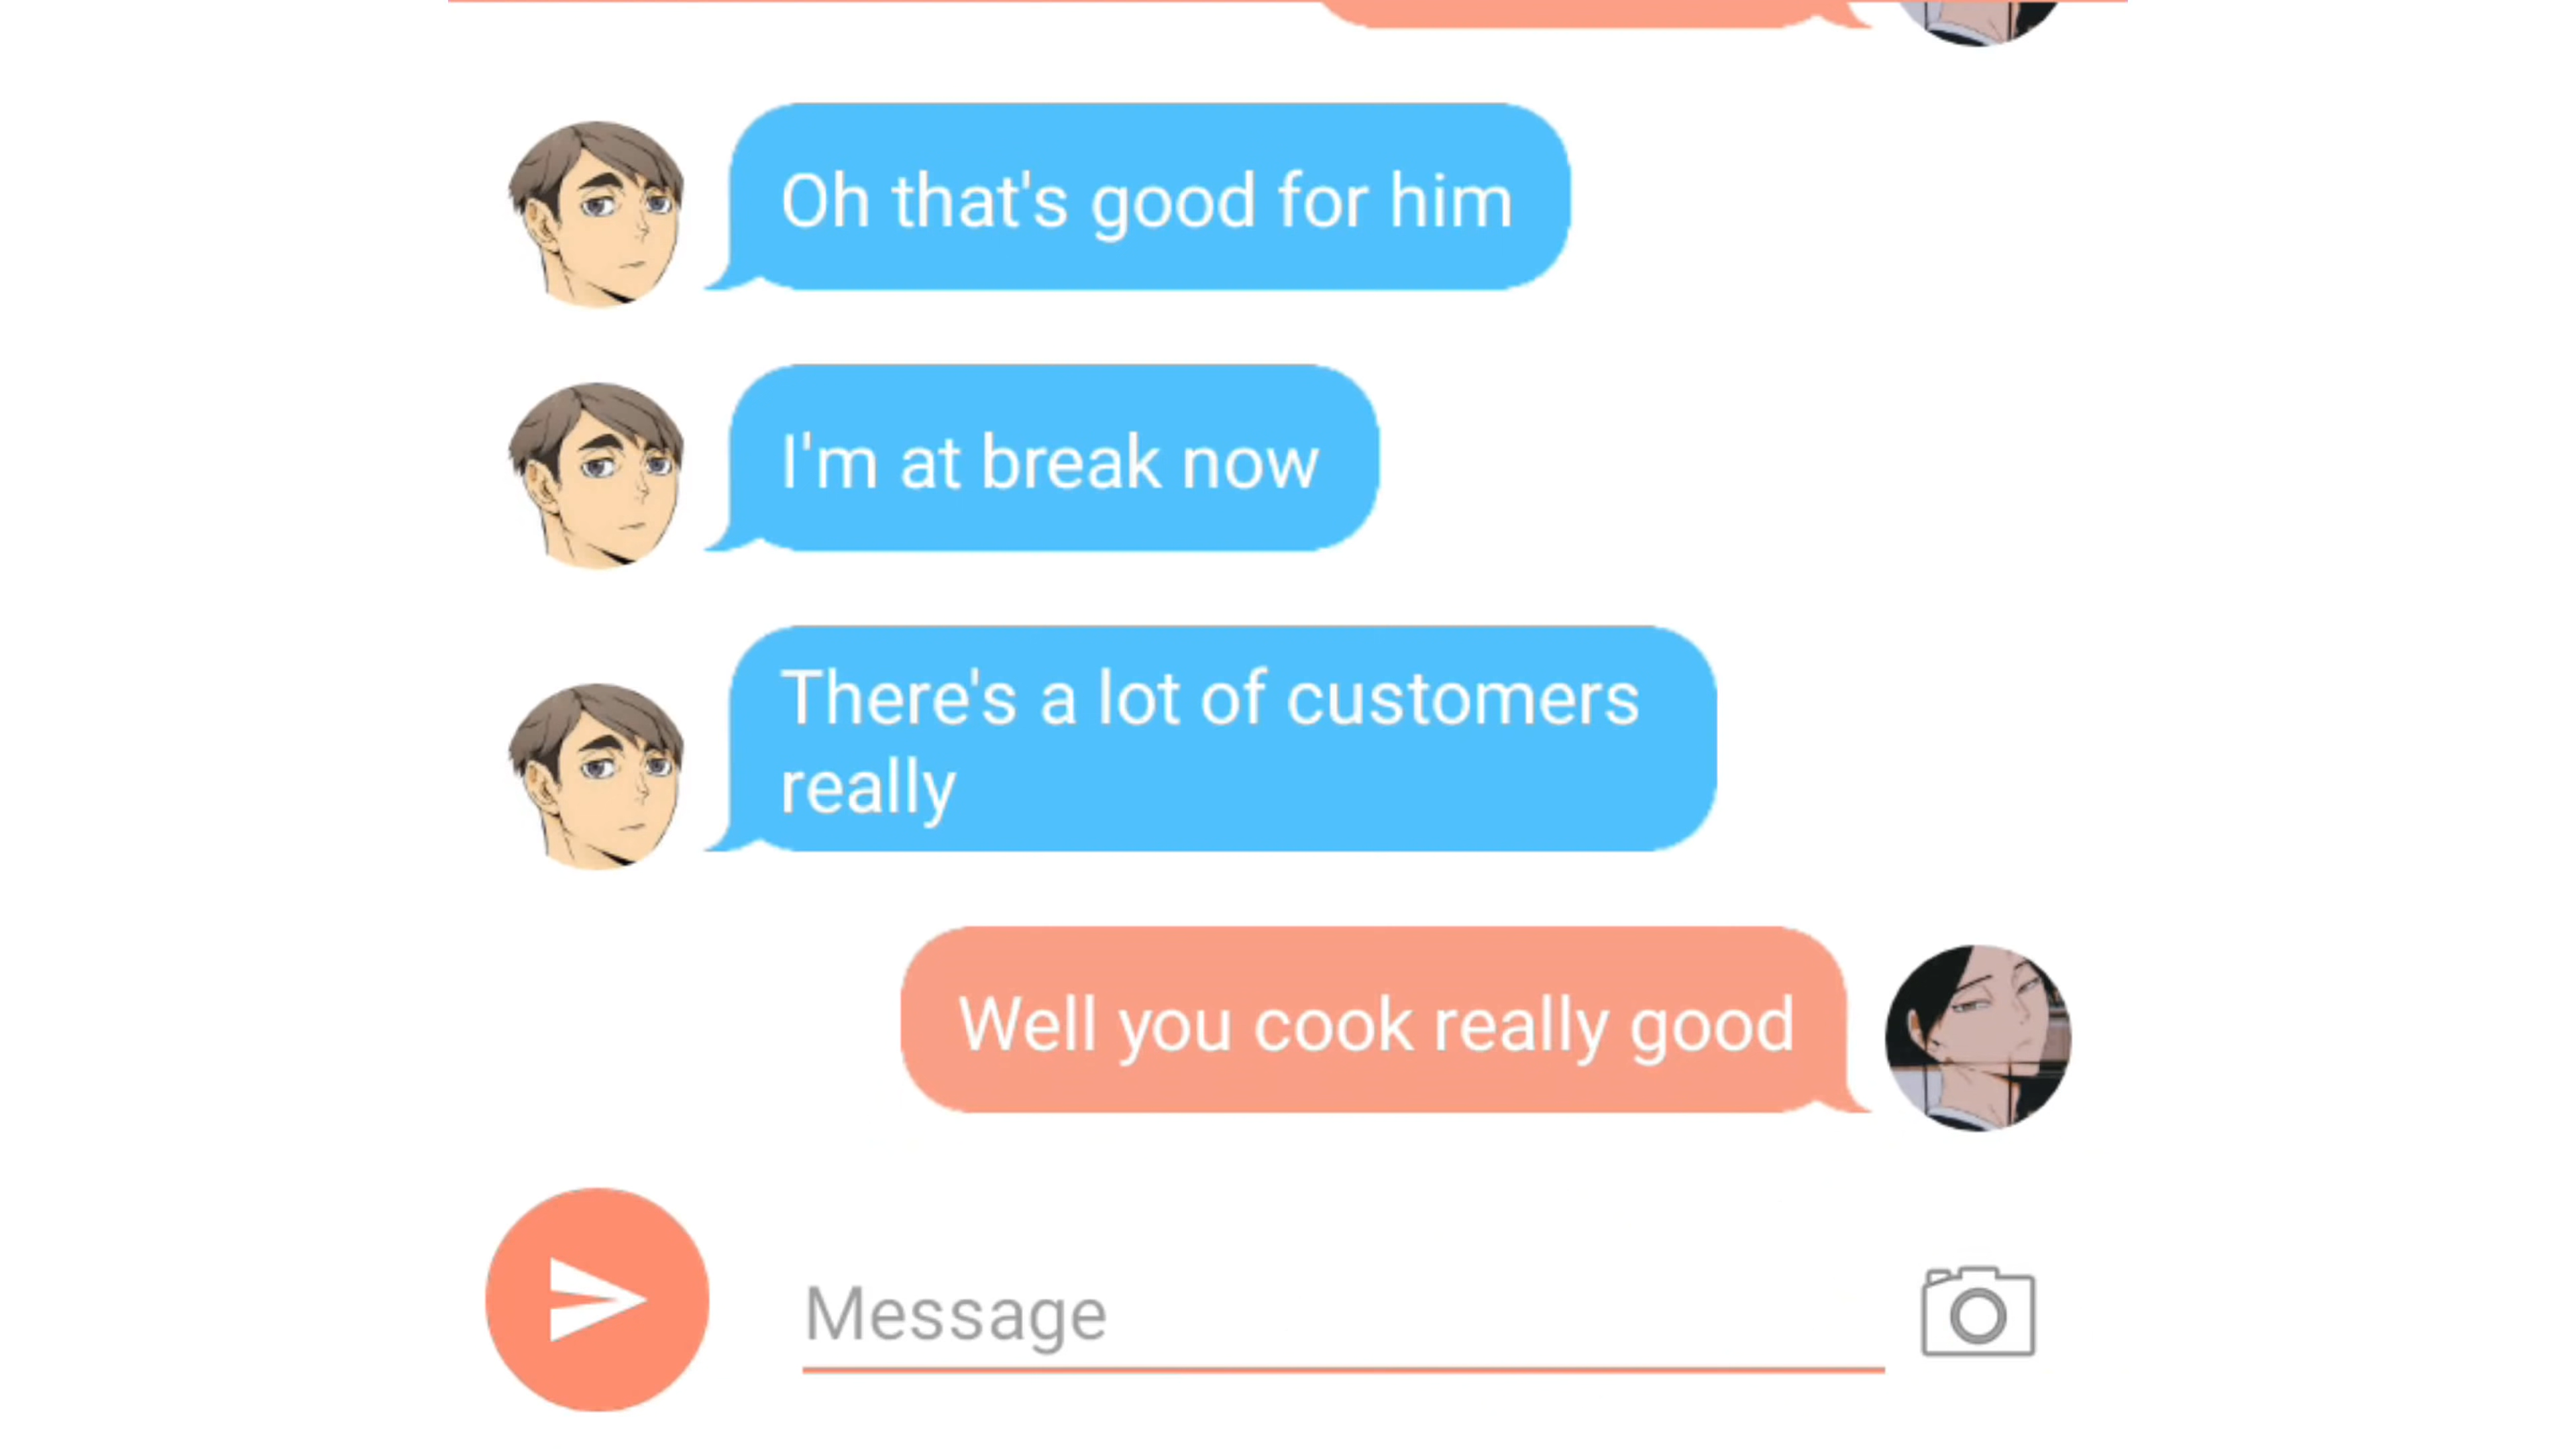 Oh that's good for him
I'm at break now
There's a lot of customers
really
Well you cook really good
Message